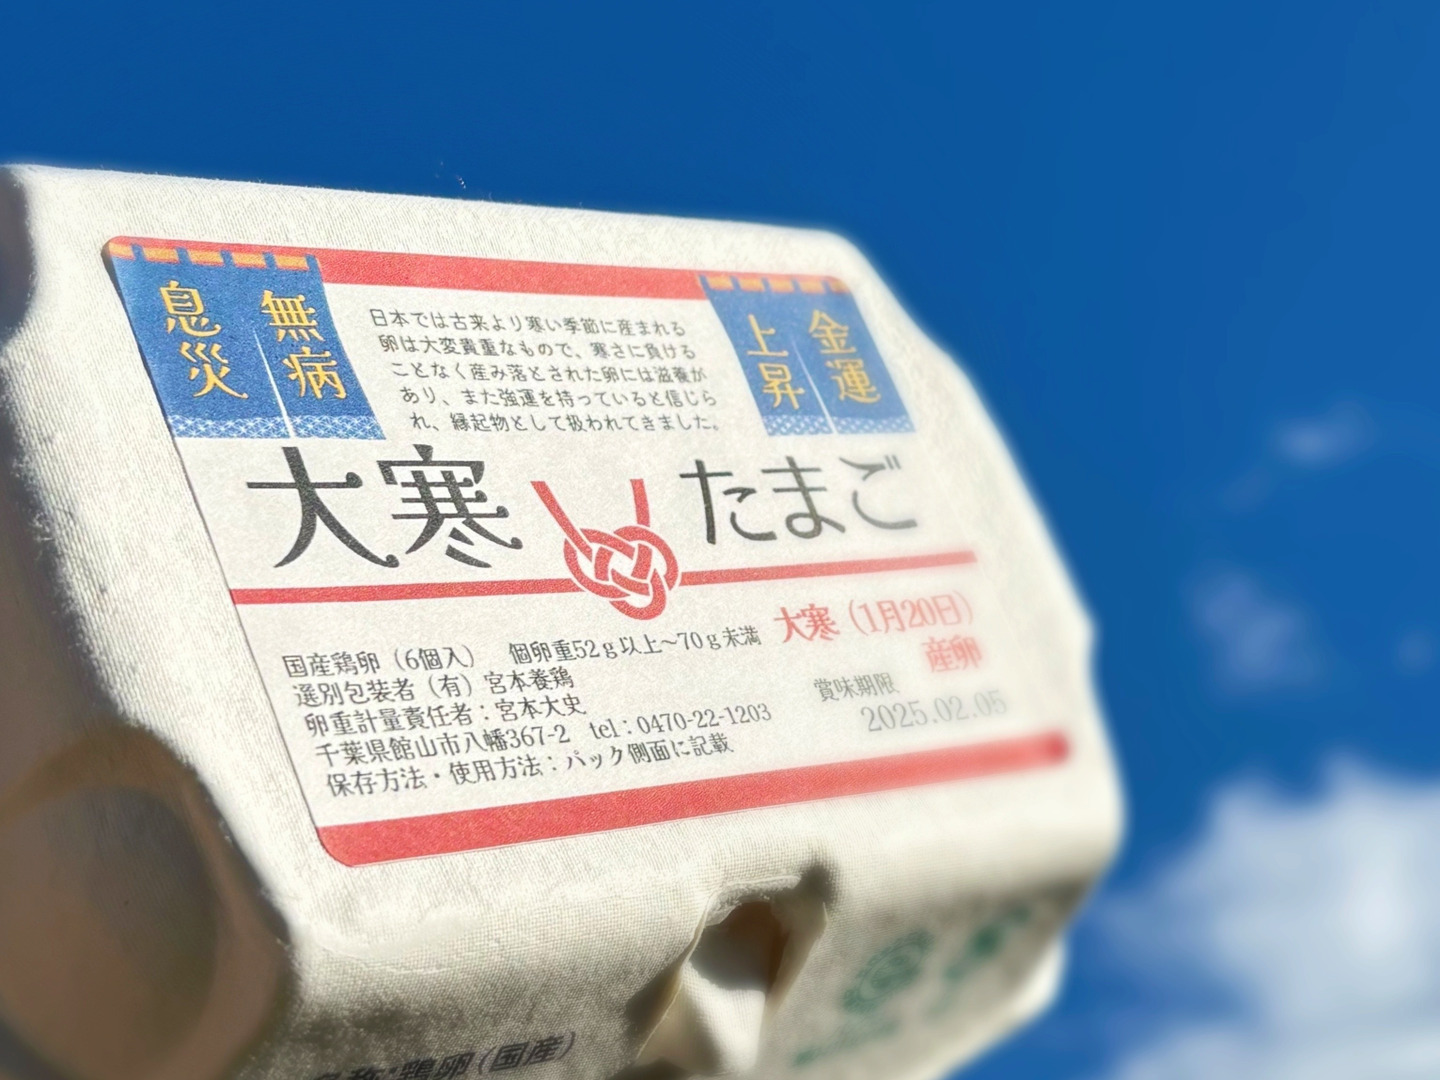 無病
息災
金運
上昇
日本では古来より寒い季節に産まれる
卵は大変貴重なもので、寒さに負ける
ことなく産み落とされた卵には滋養が
あり、また強運を持っていると信じら
れ、縁起物として扱われてきました。
大寒 たまご
国産鶏卵（6個入） 個卵重52g以上〜70g未満
選別包装者（有）宮本養鶏
卵重計量責任者：宮本大史
千葉県館山市八幡367-2 tel：0470-22-1203
保存方法・使用方法：パック側面に記載
大寒（1月20日）
産卵
賞味期限
2025.02.05
鶏卵（国産）